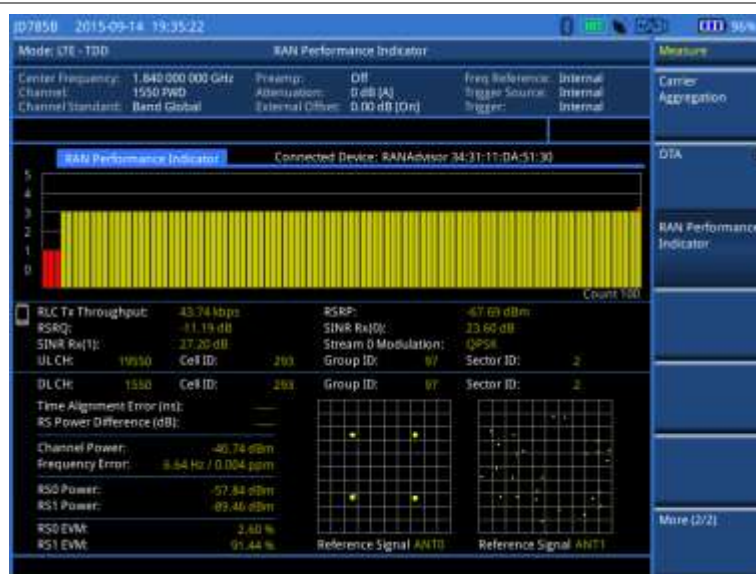 JD785B 2015-09-14 19:35:22 96%
Mode: LTE - TDD RAN Performance Indicator Measure
Center Frequency: 1.840 000 000 GHz Preamp: Off Freq Reference: Internal
Channel: 1550 FWD Attenuation: 0 dB [A] Trigger Source: Internal
Channel Standard: Band Global External Offset: 0.00 dB [On] Trigger: Internal
Carrier Aggregation
RAN Performance Indicator Connected Device: RANAdvisor 34:31:11:DA:51:30
OTA
5
4
3
2
1
0
RAN Performance Indicator
Count 100
RLC Tx Throughput: 43.74 kbps RSRP: -67.69 dBm
RSRQ: -11.19 dB SINR Rx(0): 23.60 dB
SINR Rx(1): 27.20 dB Stream 0 Modulation: QPSK
UL CH: 19550 Cell ID: 293 Group ID: 97 Sector ID: 2
DL CH: 1550 Cell ID: 293 Group ID: 97 Sector ID: 2
Time Alignment Error (ns):
RS Power Difference (dB):
Channel Power: -46.74 dBm
Frequency Error: 6.64 Hz / 0.004 ppm
RS0 Power: -57.84 dBm
RS1 Power: -89.46 dBm
RS0 EVM: 2.60 %
RS1 EVM: 91.44 %
Reference Signal ANT0 Reference Signal ANT1
More (2/2)